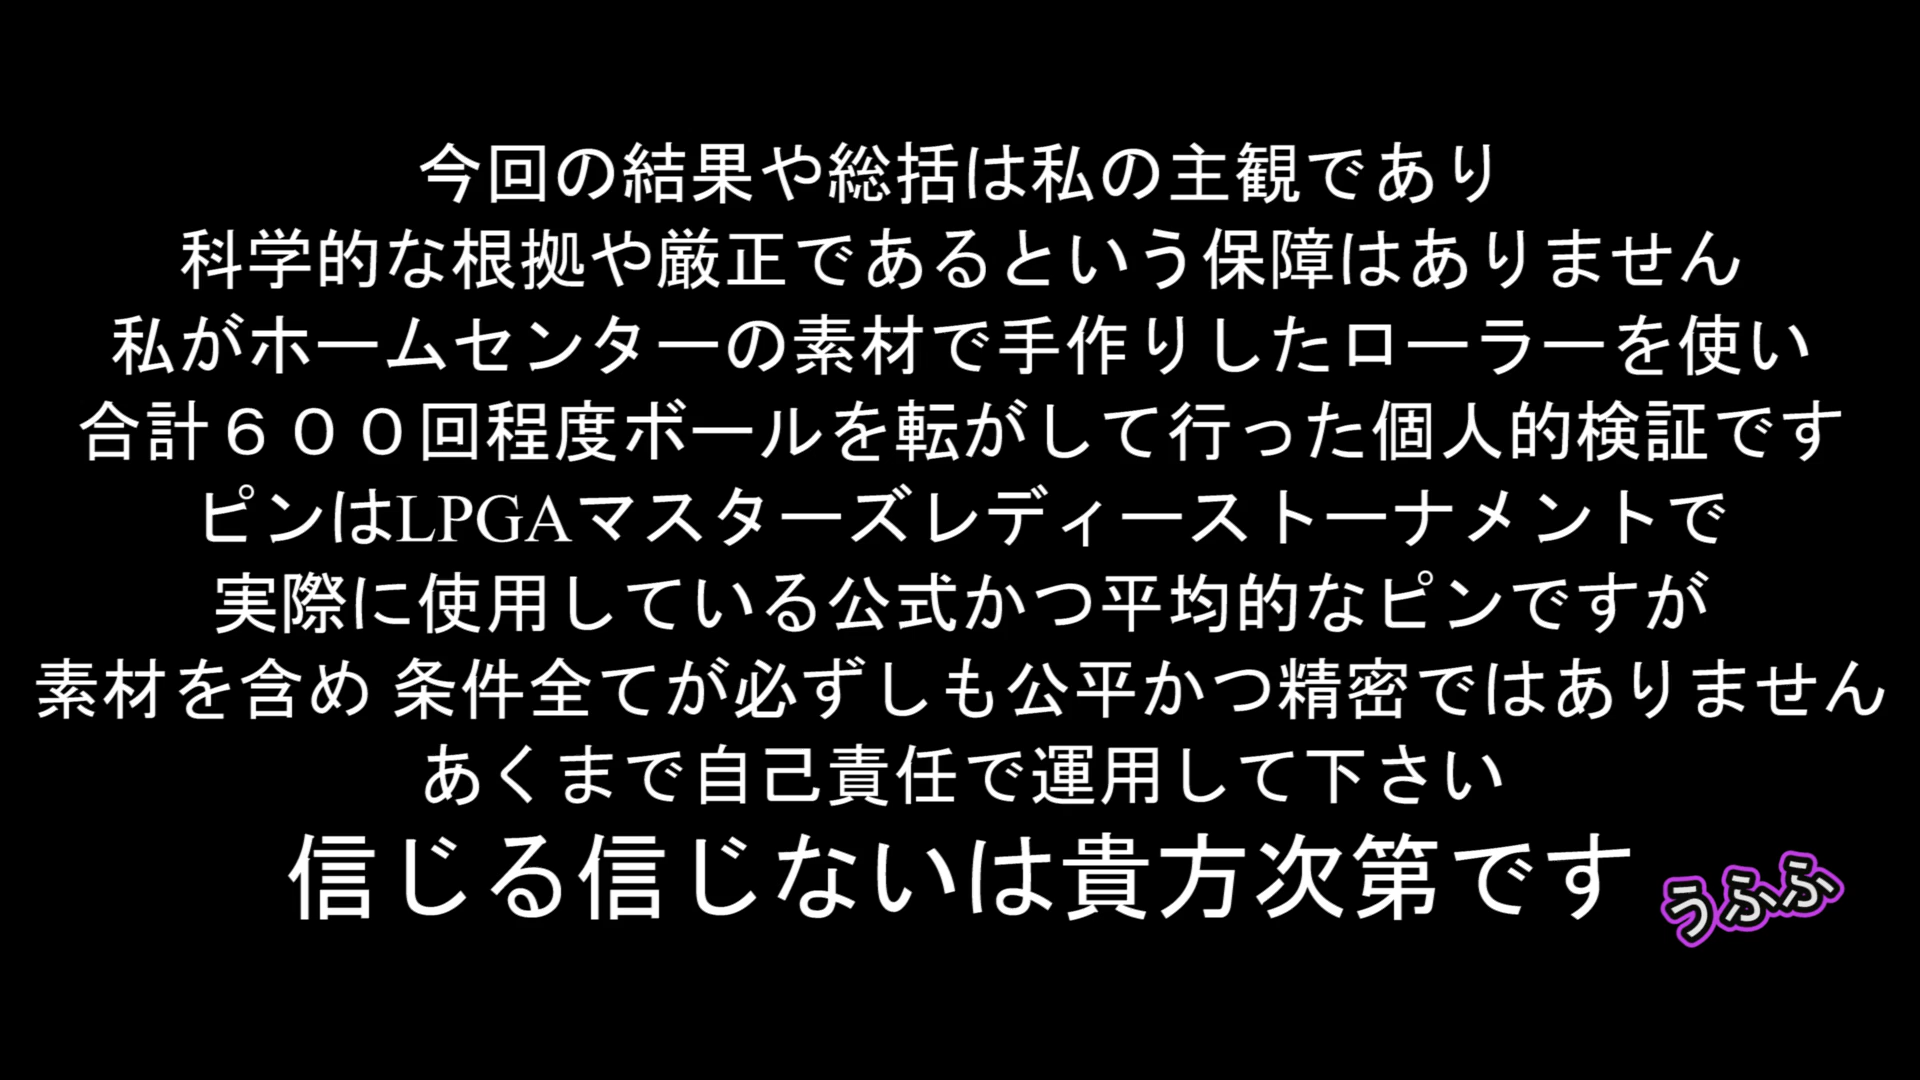 今回の結果や総括は私の主観であり
科学的な根拠や厳正であるという保障はありません
私がホームセンターの素材で手作りしたローラーを使い
合計６００回程度ボールを転がして行った個人的検証です
ピンはLPGAマスターズレディーストーナメントで
実際に使用している公式かつ平均的なピンですが
素材を含め 条件全てが必ずしも公平かつ精密ではありません
あくまで自己責任で運用して下さい
信じる信じないは貴方次第です
うふふ